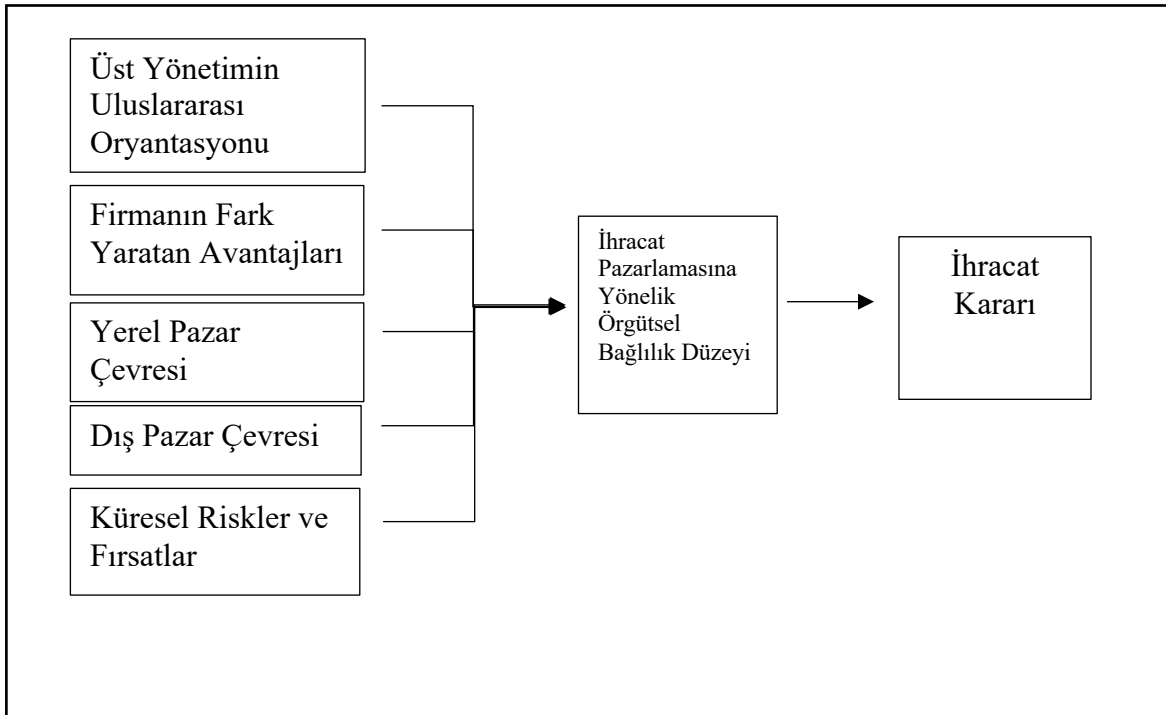 Üst Yönetimin
Uluslararası
Oryantasyonu
Firmanın Fark
Yaratan Avantajları
Yerel Pazar
Çevresi
Dış Pazar Çevresi
Küresel Riskler ve
Fırsatlar
İhracat
Pazarlamasına
Yönelik
Örgütsel
Bağlılık Düzeyi
İhracat
Kararı